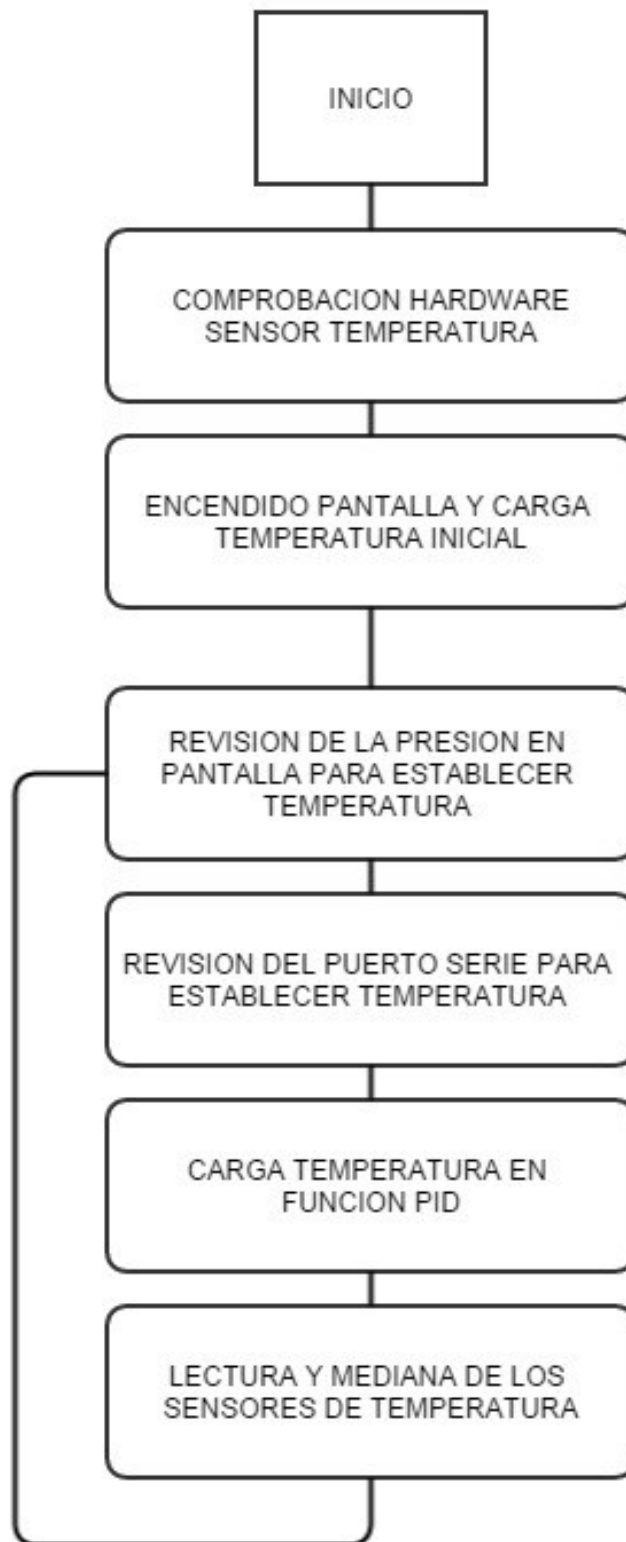 INICIO
COMPROBACION HARDWARE
SENSOR TEMPERATURA
ENCENDIDO PANTALLA Y CARGA
TEMPERATURA INICIAL
REVISION DE LA PRESION EN
PANTALLA PARA ESTABLECER
TEMPERATURA
REVISION DEL PUERTO SERIE PARA
ESTABLECER TEMPERATURA
CARGA TEMPERATURA EN
FUNCIÓN PID
LECTURA Y MEDIANA DE LOS
SENSORES DE TEMPERATURA